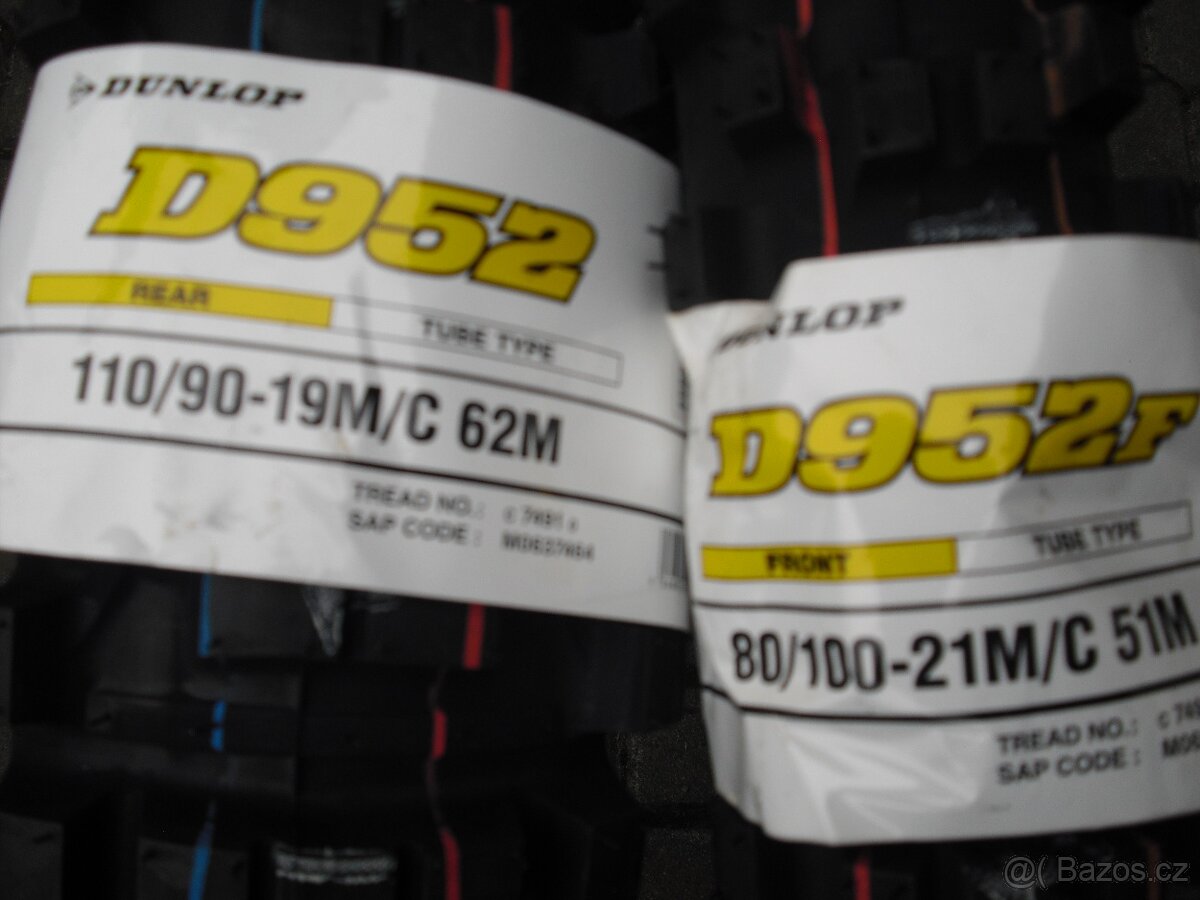 DUNLOP
D952
REAR
TUBE TYPE
110/90-19M/C 62M
TREAD NO.:
SAP CODE :
DUNLOP
D952F
FRONT
TUBE TYPE
80/100-21M/C 51M
TREAD NO.:
SAP CODE :
@( Bazos.cz